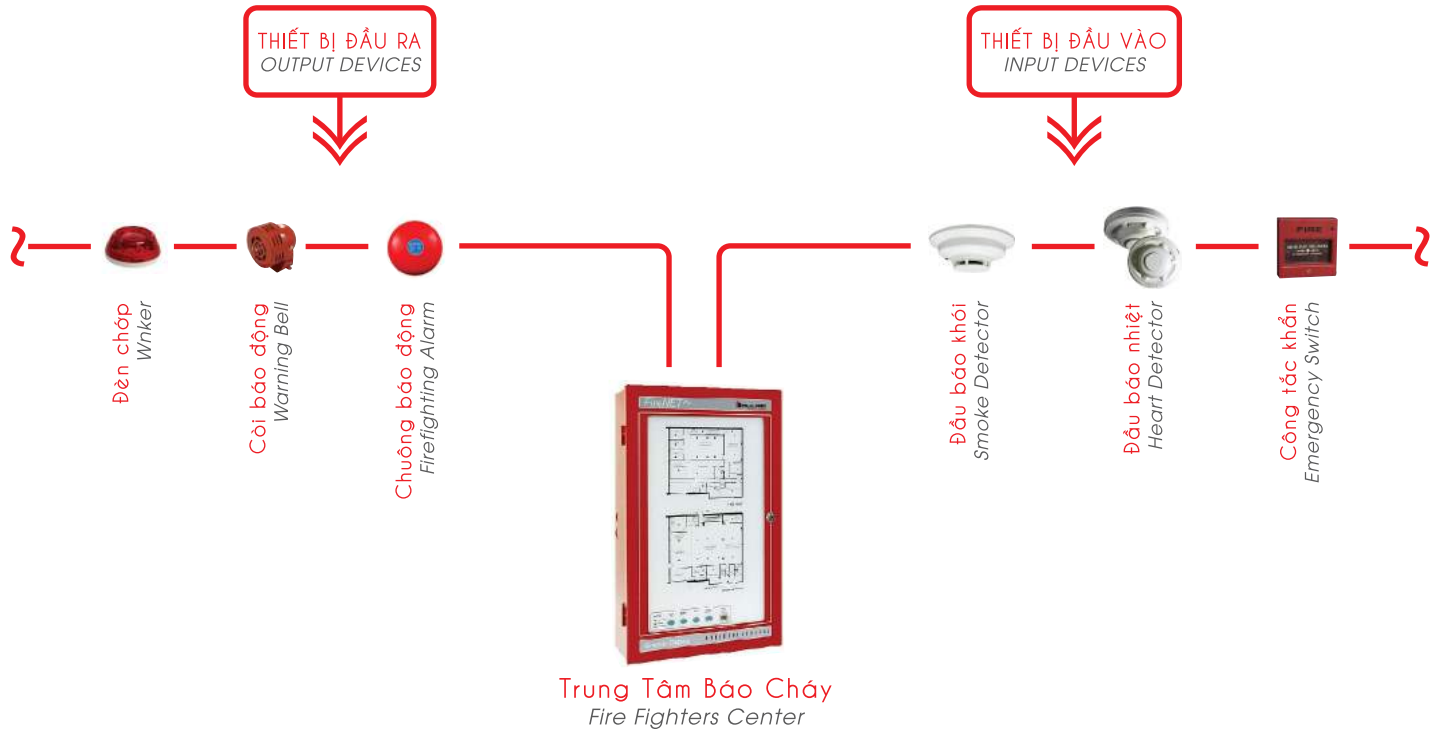 THIẾT BỊ ĐẦU RA
OUTPUT DEVICES
THIẾT BỊ ĐẦU VÀO
INPUT DEVICES
Đèn chớp
Wnker
Còi báo động
Warning Bell
Chuông báo động
Firefighting Alarm
Đầu báo khói
Smoke Detector
Đầu báo nhiệt
Heart Detector
Công tắc khẩn
Emergency Switch
FIRE
FireNET
Trung Tâm Báo Cháy
Fire Fighters Center